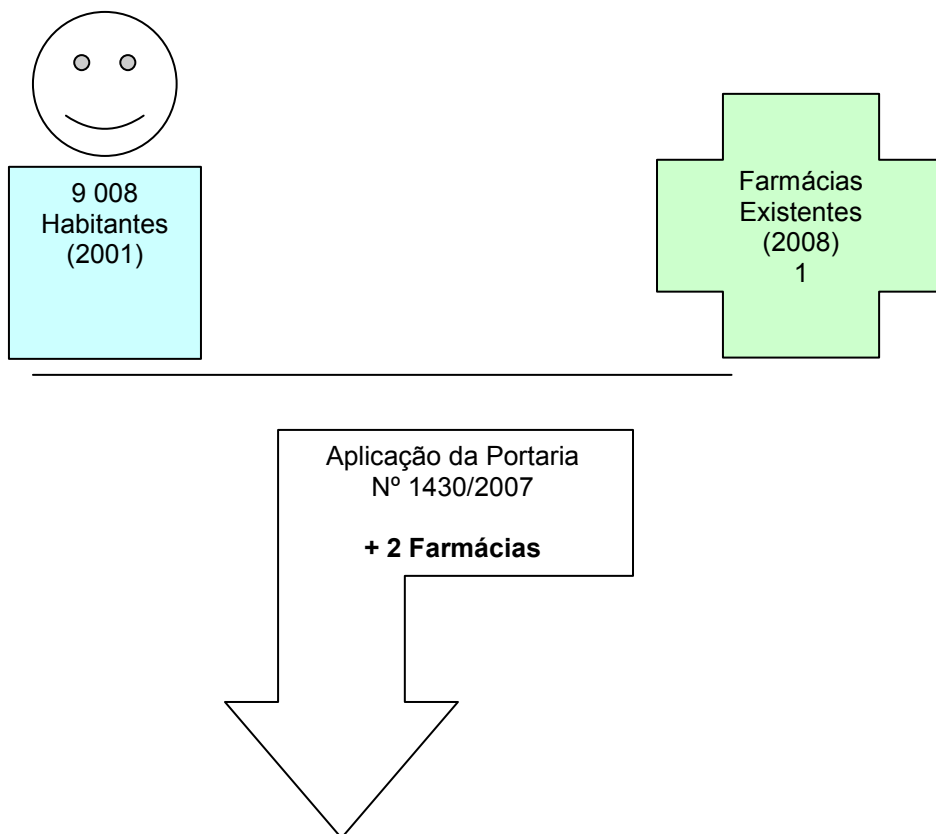 9 008
Habitantes
(2001)
Farmácias
Existentes
(2008)
1
Aplicação da Portaria
Nº 1430/2007
+ 2 Farmácias